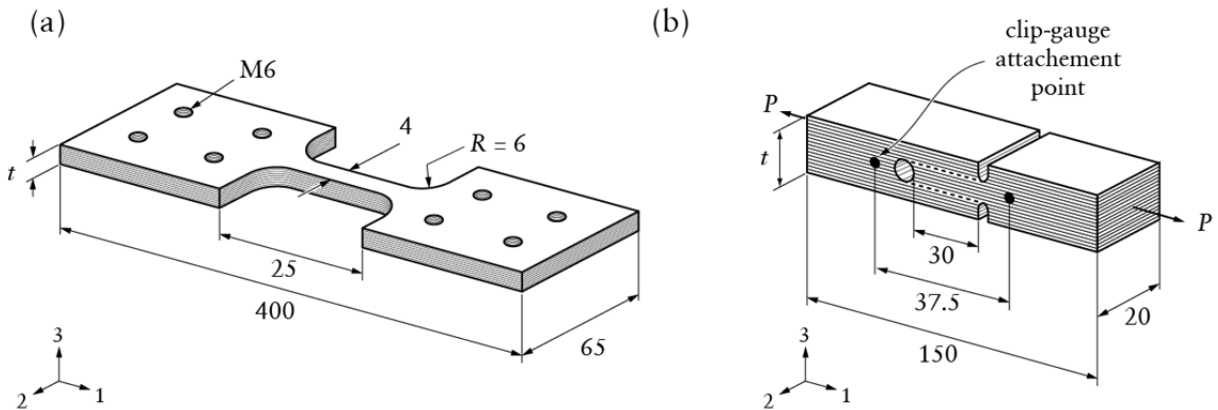 (a)
M6
4
R = 6
t
25
400
65
3
2
1
(b)
clip-gauge
attachement
point
P
t
P
30
37.5
20
150
3
2
1